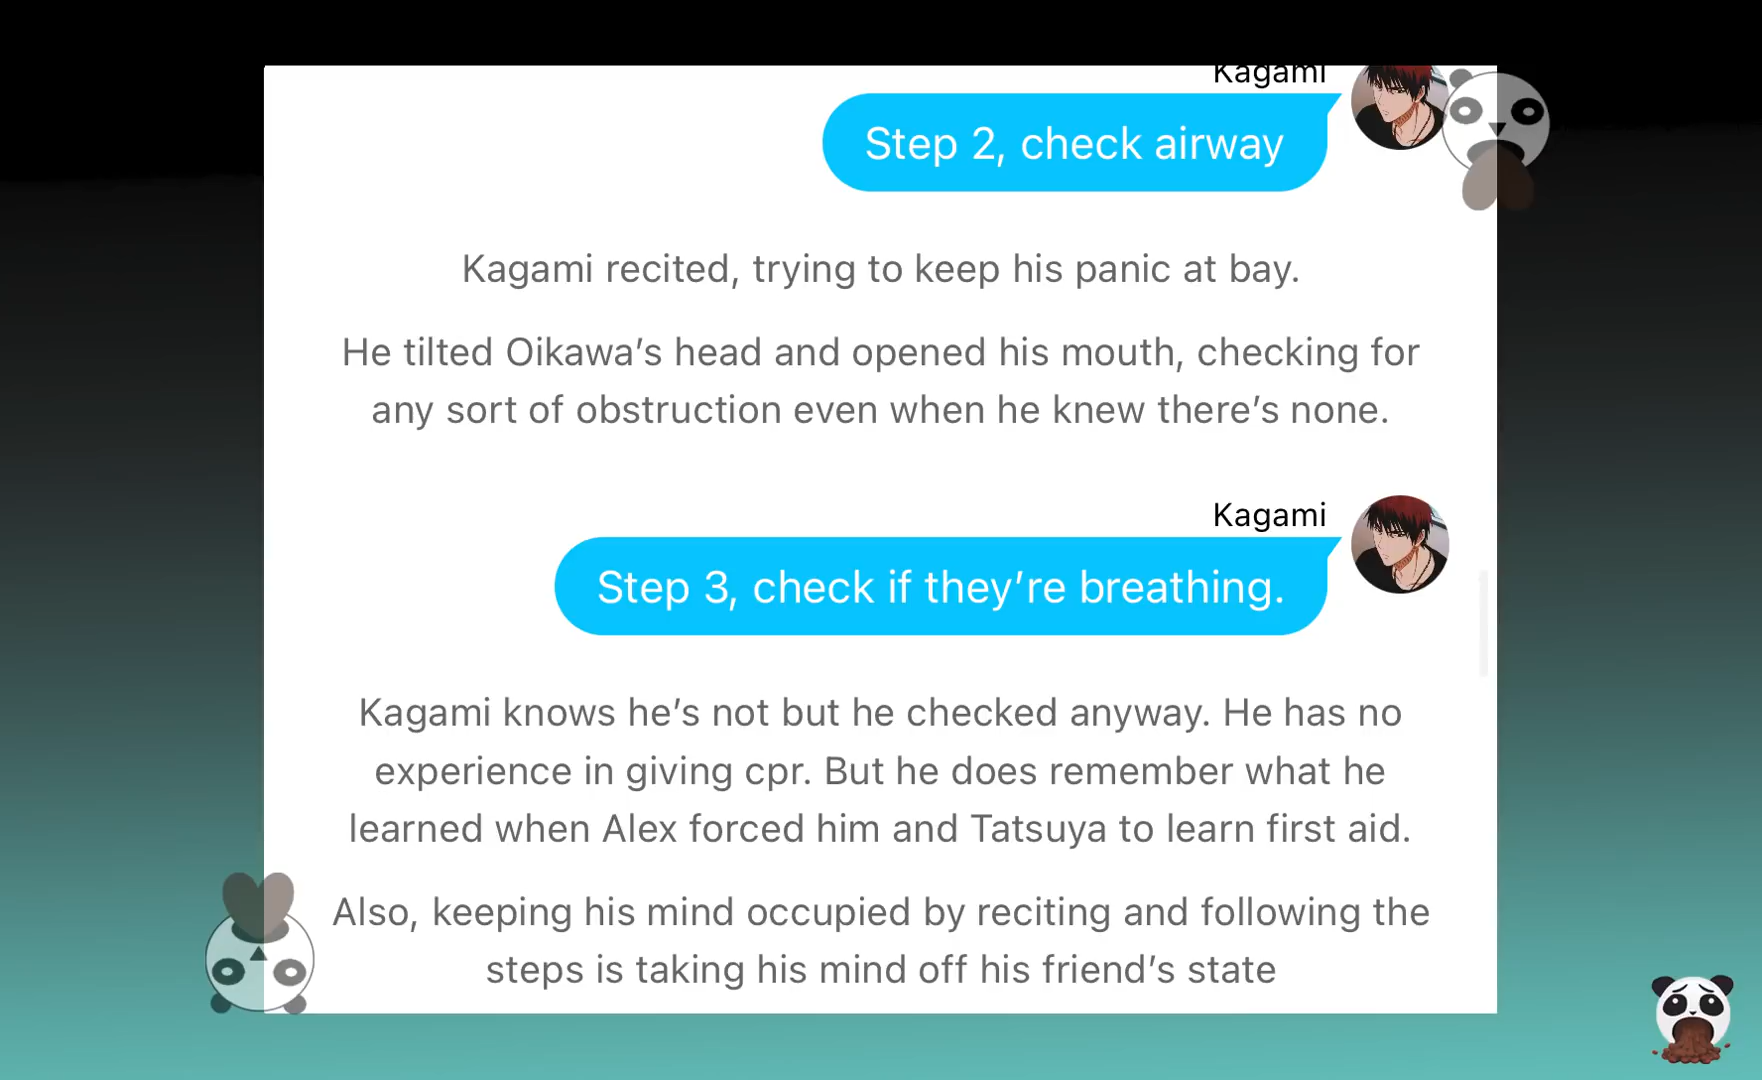 Kagami
Step 2, check airway
Kagami recited, trying to keep his panic at bay.
He tilted Oikawa’s head and opened his mouth, checking for
any sort of obstruction even when he knew there’s none.
Kagami
Step 3, check if they’re breathing.
Kagami knows he’s not but he checked anyway. He has no
experience in giving cpr. But he does remember what he
learned when Alex forced him and Tatsuya to learn first aid.
Also, keeping his mind occupied by reciting and following the
steps is taking his mind off his friend’s state